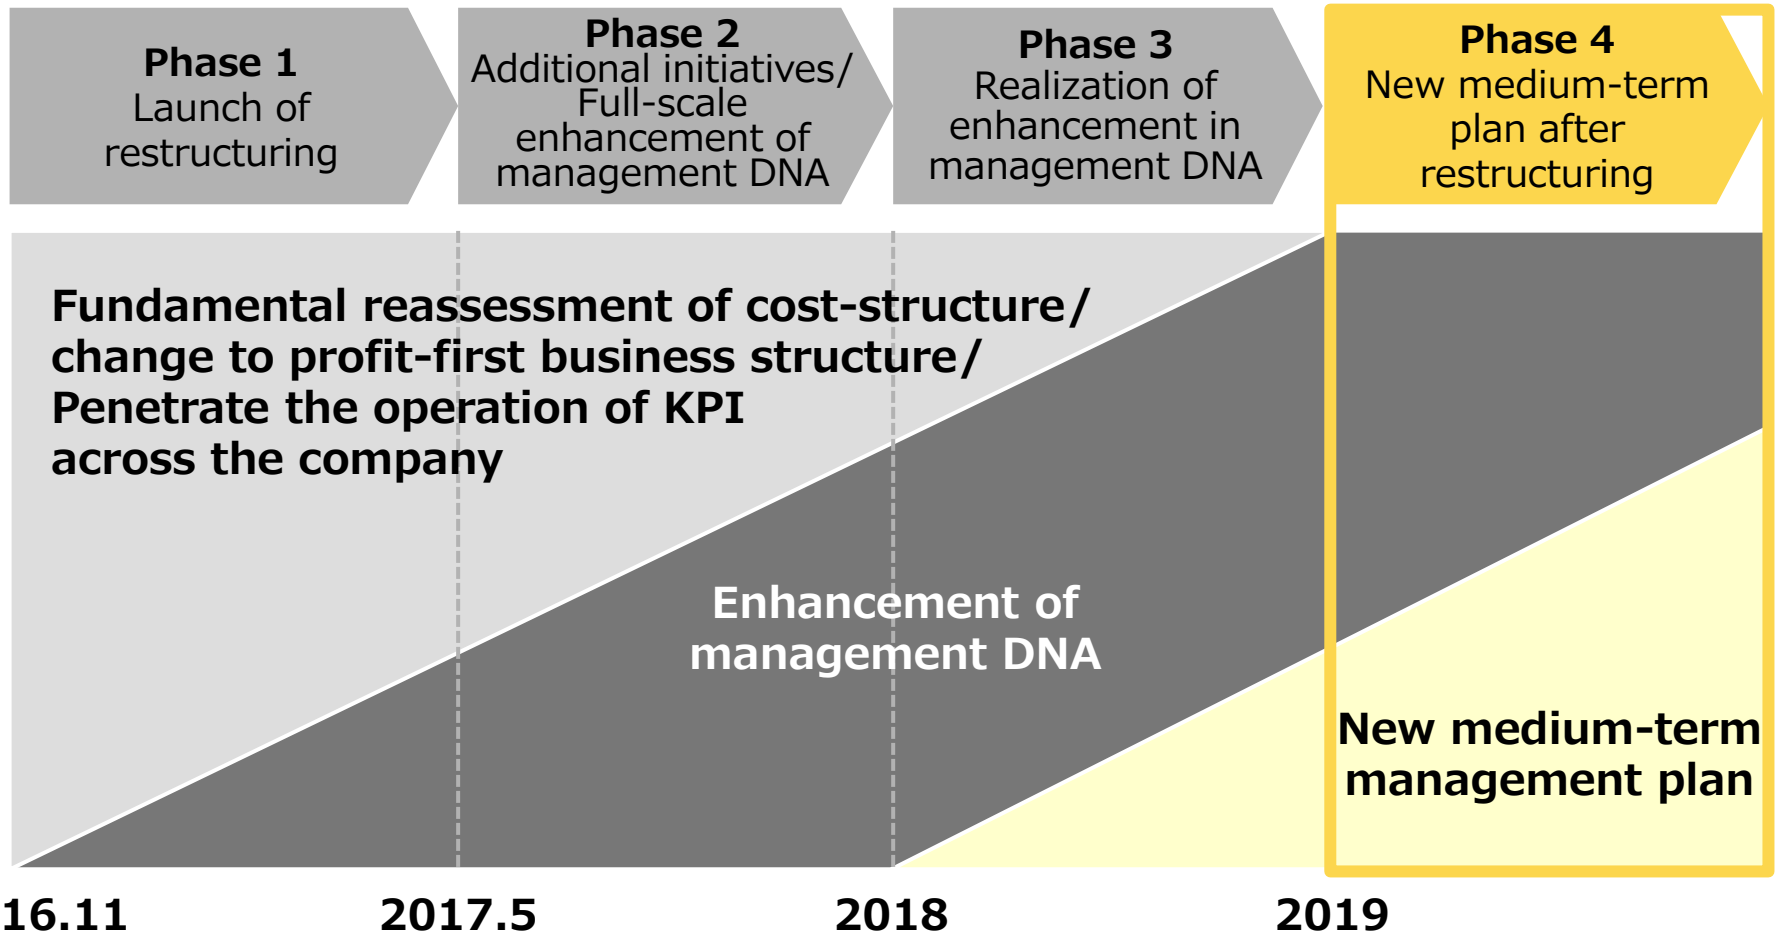 Phase 1
Launch of
restructuring
Phase 2
Additional initiatives/
Full-scale
enhancement of
management DNA
Phase 3
Realization of
enhancement in
management DNA
Phase 4
New medium-term
plan after
restructuring
Fundamental reassessment of cost-structure/
change to profit-first business structure/
Penetrate the operation of KPI
across the company
Enhancement of
management DNA
New medium-term
management plan
16.11
2017.5
2018
2019